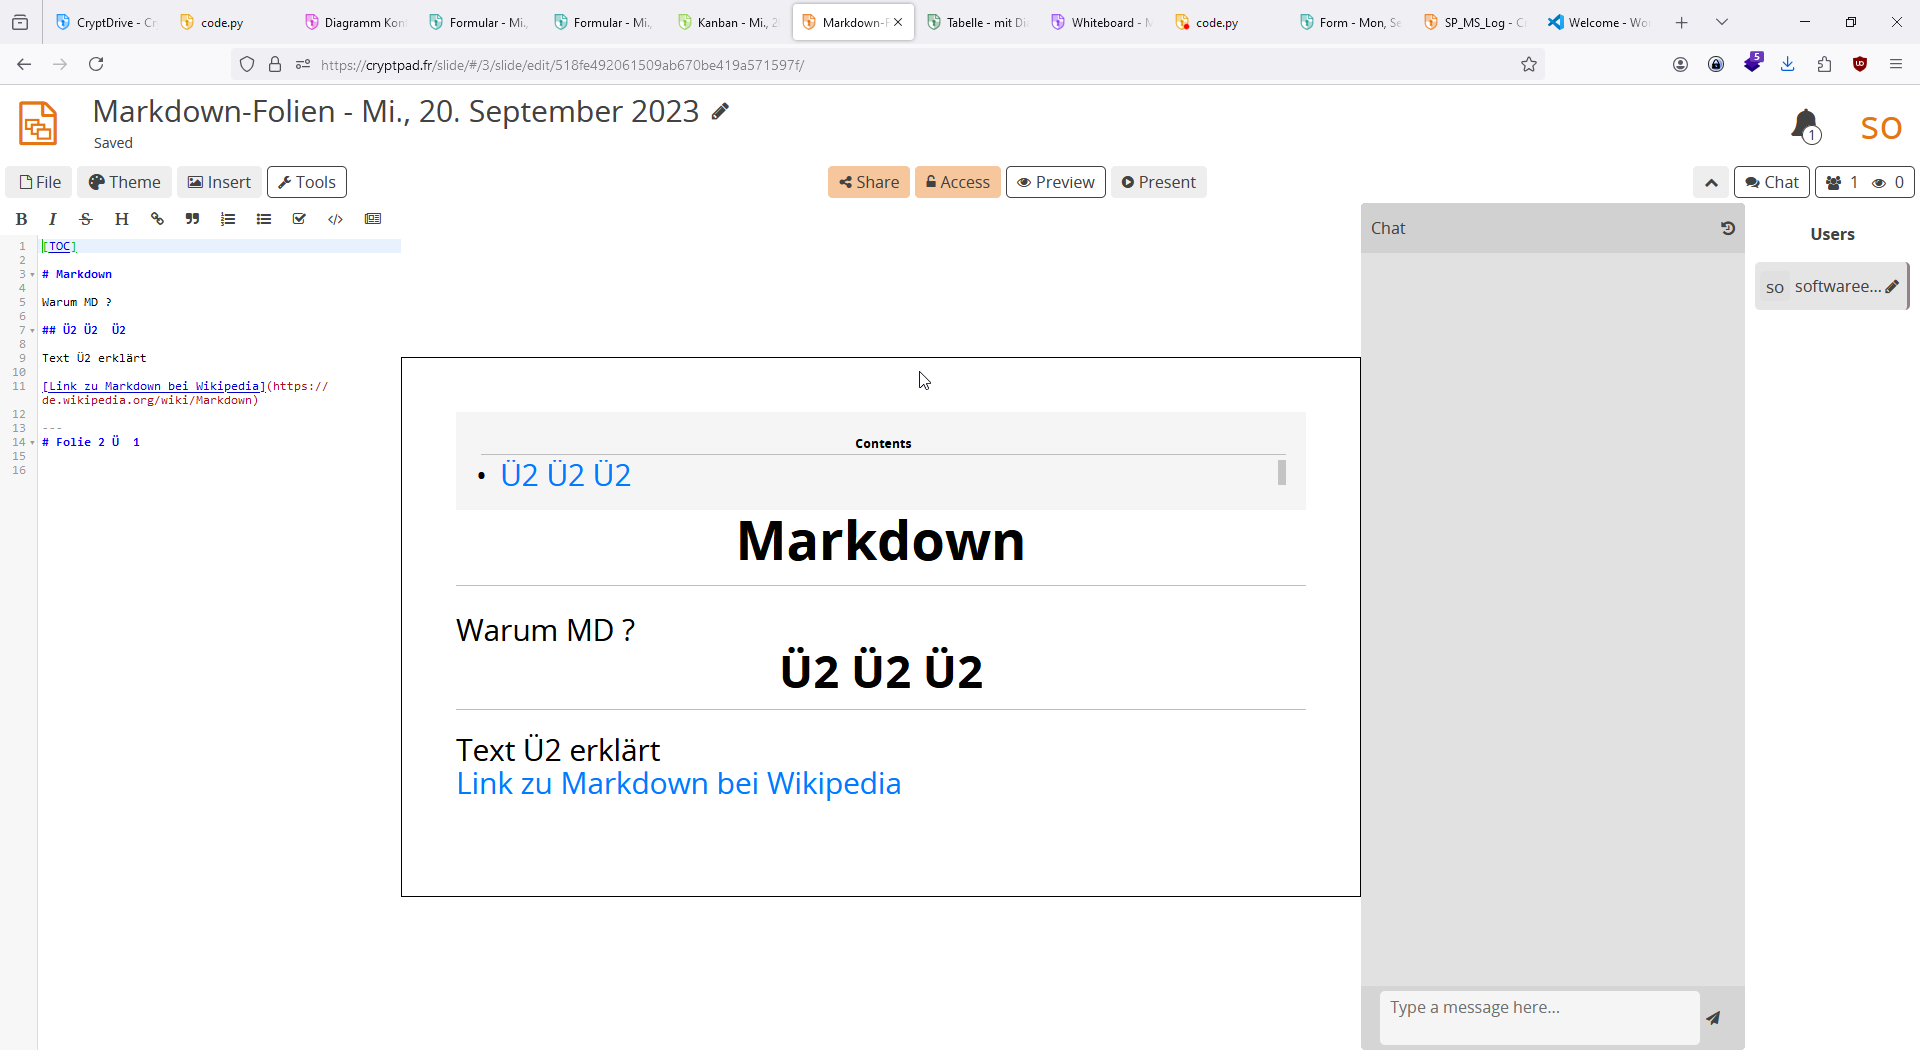 CryptDrive - Cr
code.py
Diagramm Kon
Formular - Mi.,
Formular - Mi.,
Kanban - Mi., 2
Markdown-F
Tabelle - mit Di
Whiteboard - M
code.py
Form - Mon, Se
SP_MS_Log - Cr
Welcome - Wo
https://cryptpad.fr/slide/#/3/slide/edit/518fe492061509ab670be419a571597f/
5
Markdown-Folien - Mi., 20. September 2023
Saved
1
SO
File
Theme
Insert
Tools
Share
Access
Preview
Present
Chat
1
0
B I S H
1 [TOC]
2
3 # Markdown
4
5 Warum MD ?
6
7 ## Ü2 Ü2  Ü2
8
9 Text Ü2 erklärt
10
11 [Link zu Markdown bei Wikipedia](https://
de.wikipedia.org/wiki/Markdown)
12
13 ---
14 # Folie 2 Ü  1
15
16
Contents
• Ü2 Ü2 Ü2
Markdown
Warum MD ?
Ü2 Ü2 Ü2
Text Ü2 erklärt
Link zu Markdown bei Wikipedia
Chat
Type a message here...
Users
so
softwaree...